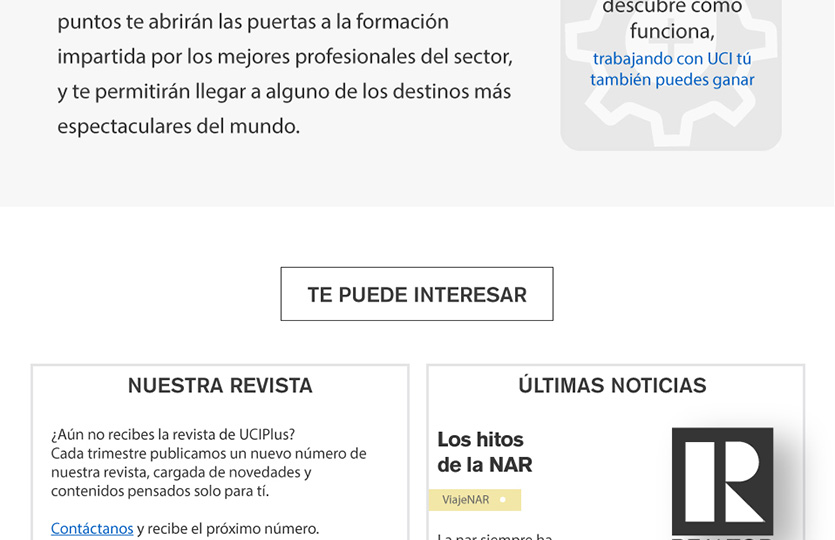 puntos te abrirán las puertas a la formación
impartida por los mejores profesionales del sector,
y te permitirán llegar a alguno de los destinos más
espectaculares del mundo.
descubre cómo
funciona,
trabajando con UCI tú
también puedes ganar
TE PUEDE INTERESAR
NUESTRA REVISTA
¿Aún no recibes la revista de UCIPlus?
Cada trimestre publicamos un nuevo número de
nuestra revista, cargada de novedades y
contenidos pensados solo para tí.
Contáctanos y recibe el próximo número.
ÚLTIMAS NOTICIAS
Los hitos
de la NAR
ViajeNAR
La nar siempre ha
R
REALTOR